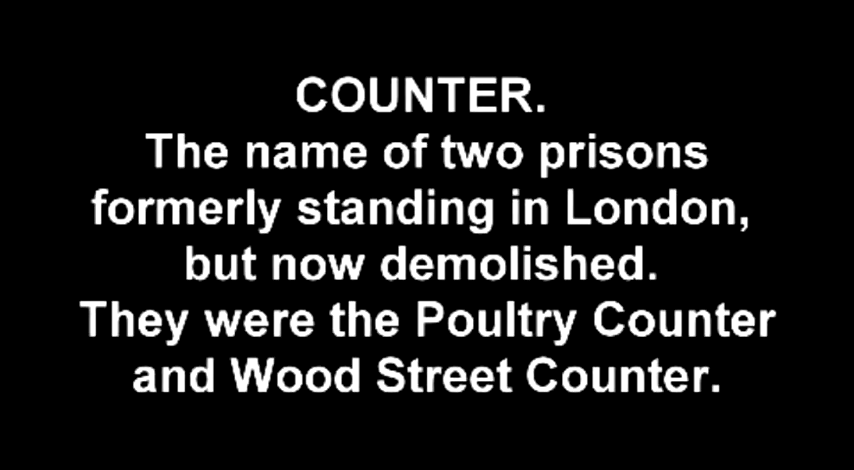 COUNTER.
The name of two prisons
formerly standing in London,
but now demolished.
They were the Poultry Counter
and Wood Street Counter.